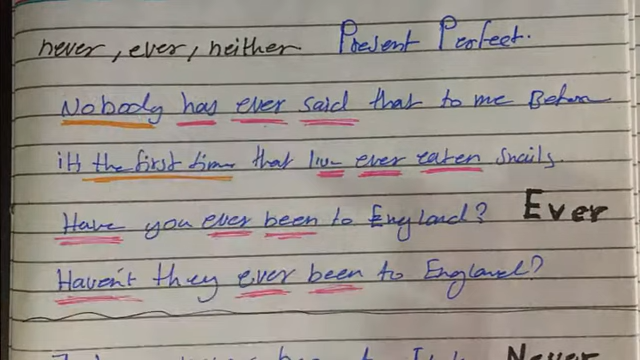 never, ever, neither Present Perfect.
Nobody has ever said that to me Before
it's the first time that I've ever eaten Snails.
Have you ever been to England? Ever
Haven't they ever been to England?
Never